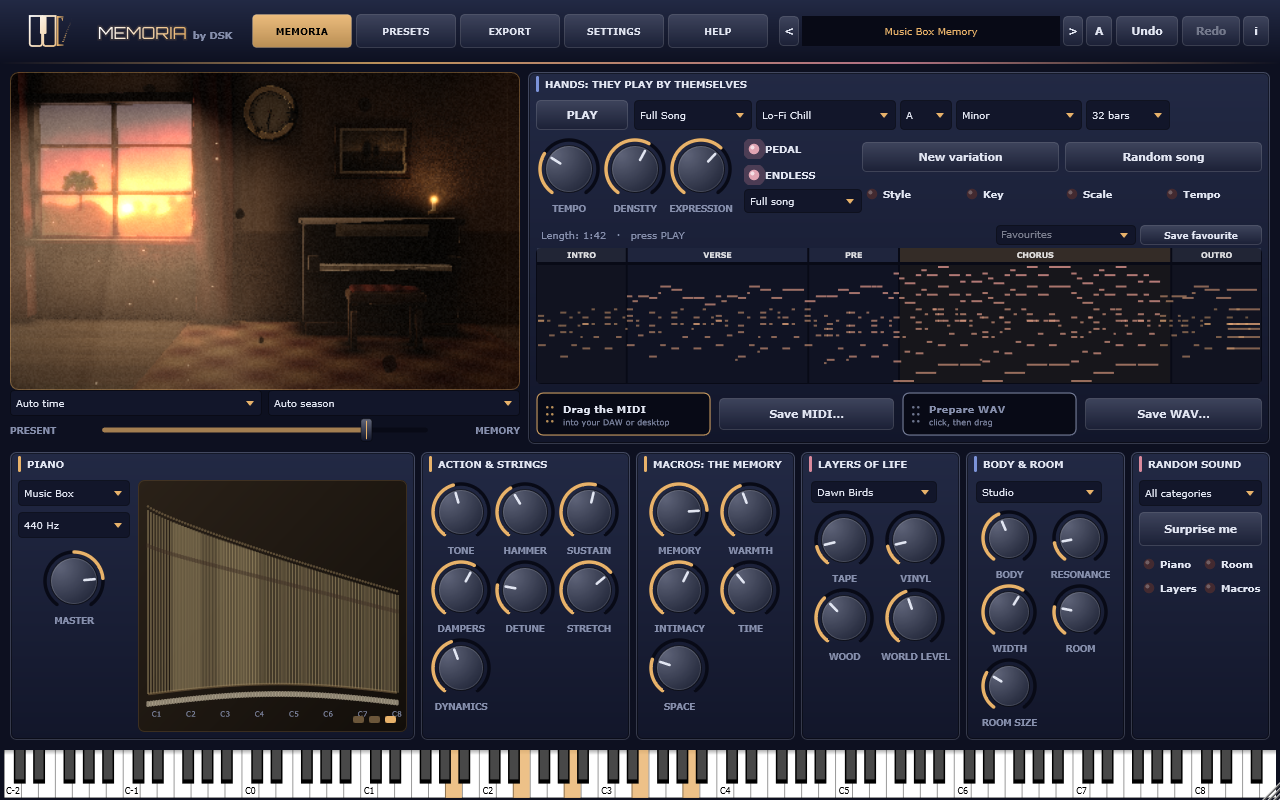 MEMORIA by DSK
MEMORIA PRESETS EXPORT SETTINGS HELP < Music Box Memory > A Undo Redo i
HANDS: THEY PLAY BY THEMSELVES
PLAY Full Song Lo-Fi Chill A Minor 32 bars
PEDAL
ENDLESS
New variation Random song
TEMPO DENSITY EXPRESSION
Full song Style Key Scale Tempo
Length: 1:42 · press PLAY Favourites Save favourite
INTRO VERSE PRE CHORUS OUTRO
Drag the MIDI
into your DAW or desktop
Save MIDI...
Prepare WAV
click, then drag
Save WAV...
Auto time Auto season
PRESENT MEMORY
PIANO
Music Box
440 Hz
MASTER
C1 C2 C3 C4 C5 C6 C7 C8
ACTION & STRINGS
TONE HAMMER SUSTAIN
DAMPERS DETUNE STRETCH
DYNAMICS
MACROS: THE MEMORY
MEMORY WARMTH
INTIMACY TIME
SPACE
LAYERS OF LIFE
Dawn Birds
TAPE VINYL
WOOD WORLD LEVEL
BODY & ROOM
Studio
BODY RESONANCE
WIDTH ROOM
ROOM SIZE
RANDOM SOUND
All categories
Surprise me
Piano Room
Layers Macros
C-2 C-1 C0 C1 C2 C3 C4 C5 C6 C7 C8